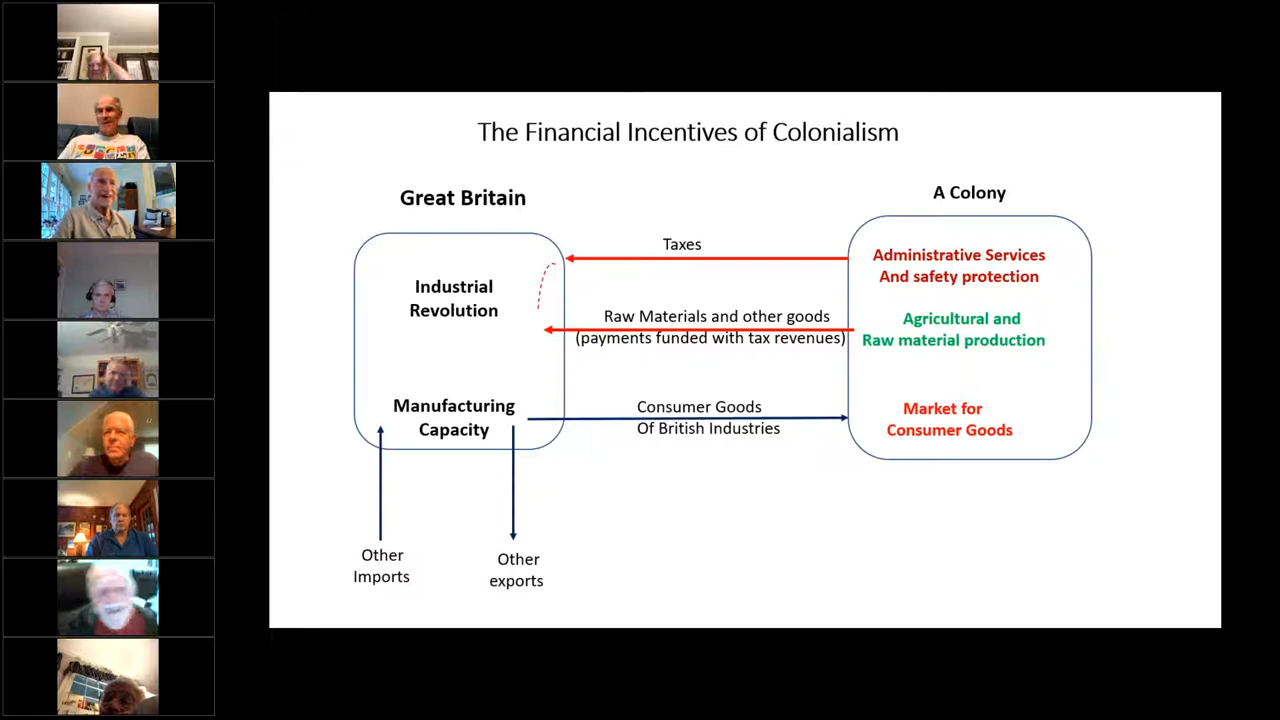 The Financial Incentives of Colonialism
Great Britain
A Colony
Taxes
Administrative Services
And safety protection
Industrial
Revolution
Raw Materials and other goods
(payments funded with tax revenues)
Agricultural and
Raw material production
Manufacturing
Capacity
Consumer Goods
Of British Industries
Market for
Consumer Goods
Other
Imports
Other
exports